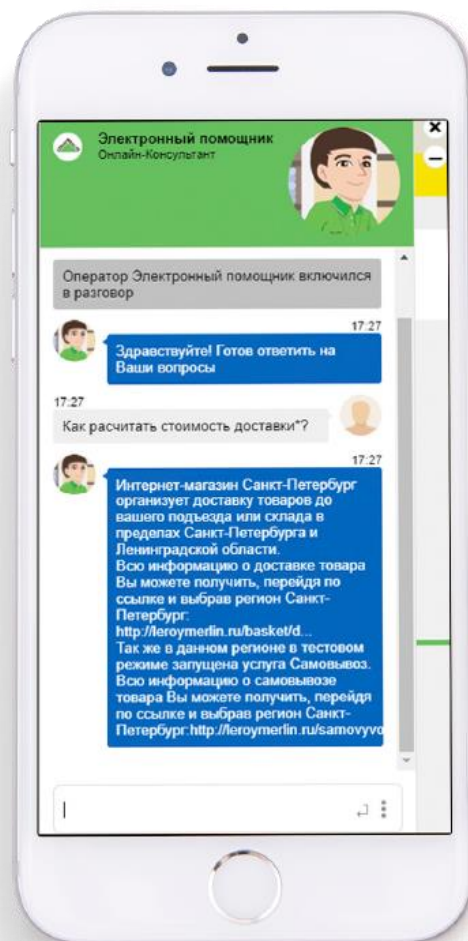 Электронный помощник
Онлайн-Консультант
Оператор Электронный помощник включился
в разговор
17:27
Здравствуйте! Готов ответить на
Ваши вопросы
17:27
Как расчитать стоимость доставки*?
17:27
Интернет-магазин Санкт-Петербург
организует доставку товаров до
вашего подъезда или склада в
пределах Санкт-Петербурга и
Ленинградской области.
Всю информацию о доставке товара
Вы можете получить, перейдя по
ссылке и выбрав регион Санкт-
Петербург:
http://leroymerlin.ru/basket/d...
Так же в данном регионе в тестовом
режиме запущена услуга Самовывоз.
Всю информацию о самовывозе
товара Вы можете получить, перейдя
по ссылке и выбрав регион Санкт-
Петербург:http://leroymerlin.ru/samovyvo